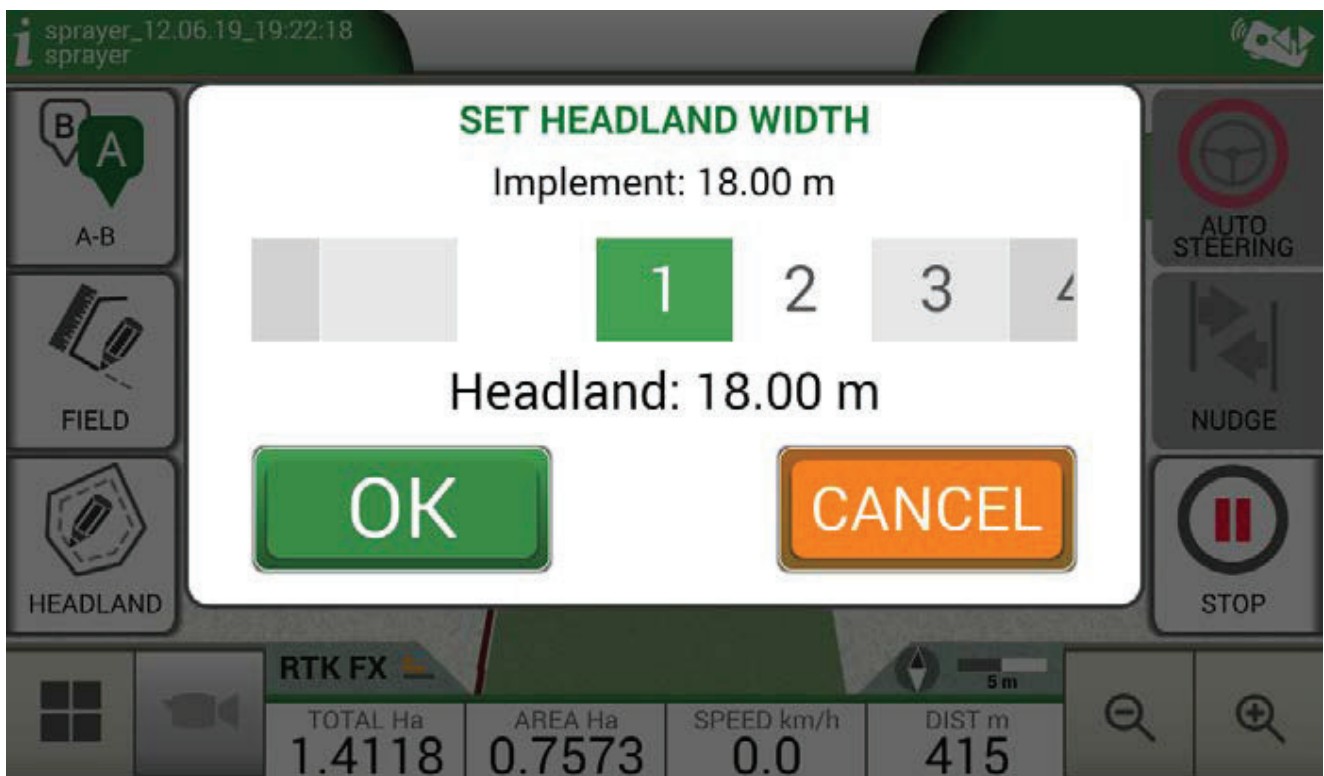 sprayer_12.06.19_19:22:18
sprayer
B
A
A-B
FIELD
HEADLAND
SET HEADLAND WIDTH
Implement: 18.00 m
1 2 3 4
Headland: 18.00 m
OK CANCEL
AUTO
STEERING
NUDGE
STOP
RTK FX
5 m
TOTAL Ha AREA Ha SPEED km/h DIST m
1.4118 0.7573 0.0 415